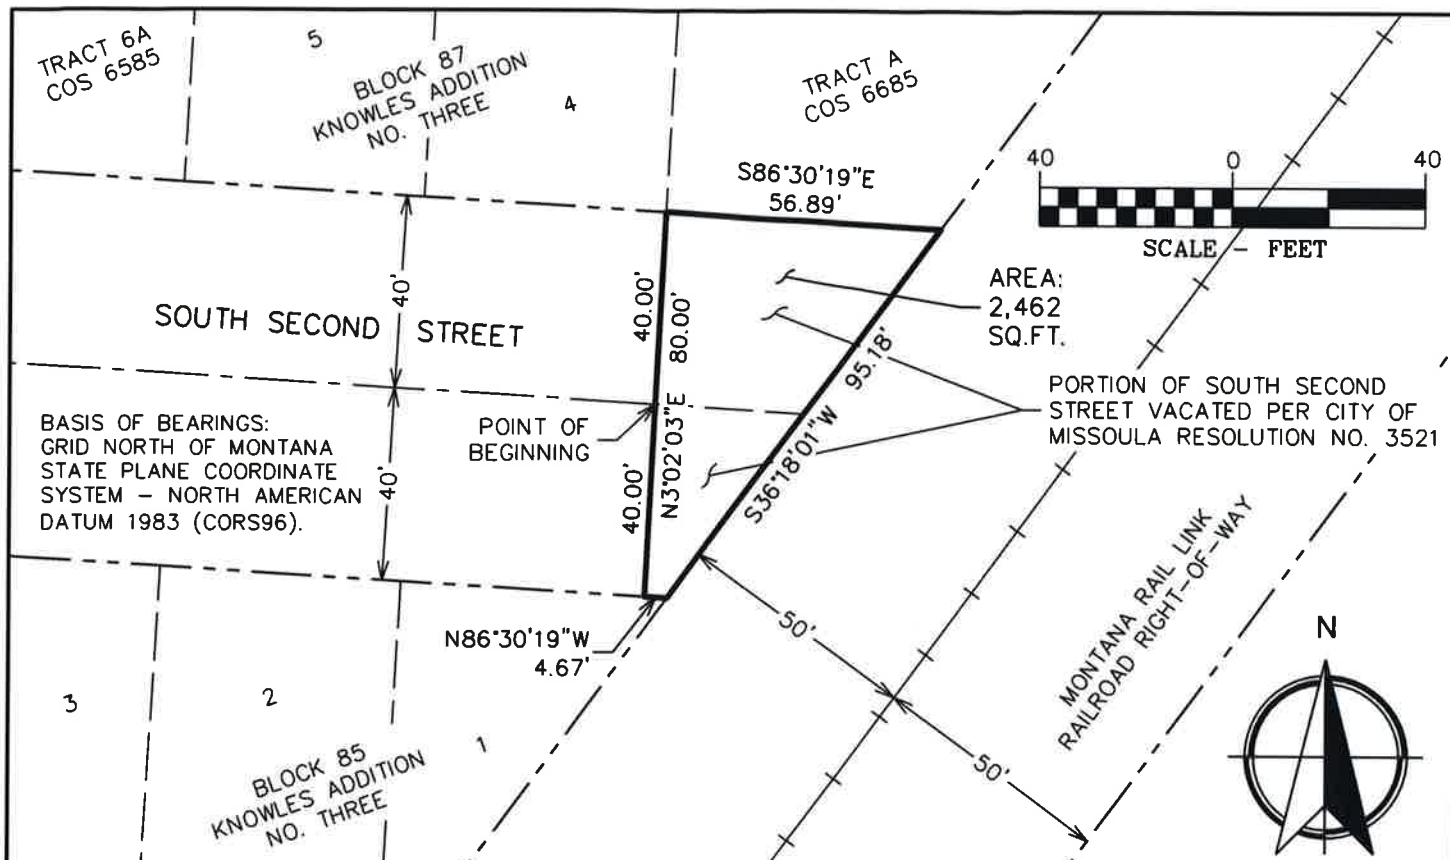 TRACT 6A
COS 6585
5
BLOCK 87
KNOWLES ADDITION
NO. THREE
4
TRACT A
COS 6685
40 0 40
SCALE - FEET
S86°30'19"E
56.89'
AREA:
2,462
SQ.FT.
40'
SOUTH SECOND STREET
40.00'
80.00'
N3°02'03"E
95.18'
S36°18'01"W
PORTION OF SOUTH SECOND
STREET VACATED PER CITY OF
MISSOULA RESOLUTION NO. 3521
BASIS OF BEARINGS:
GRID NORTH OF MONTANA
STATE PLANE COORDINATE
SYSTEM – NORTH AMERICAN
DATUM 1983 (CORS96).
40'
POINT OF
BEGINNING
40.00'
N86°30'19"W
4.67'
50'
50'
MONTANA RAIL LINK
RAILROAD RIGHT-OF-WAY
N
3
2
1
BLOCK 85
KNOWLES ADDITION
NO. THREE